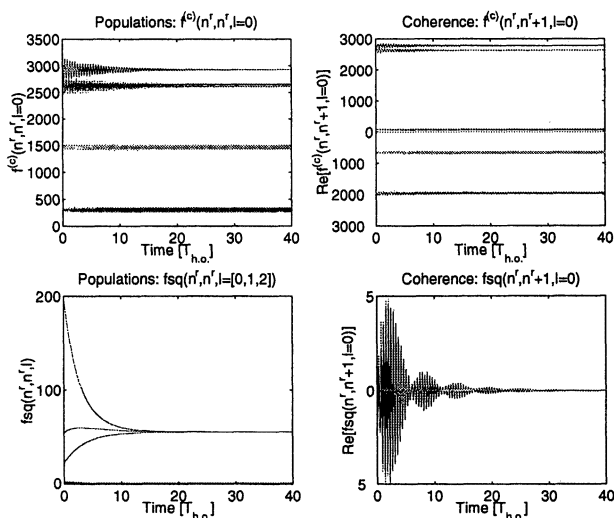 Populations: f^(c)(n^r,n^r,l=0)
f^(c)(n^r,n^r,l=0)
3500
3000
2500
2000
1500
1000
500
0
0 10 20 30 40
Time [T_h.o.]
Coherence: f^(c)(n^r,n^r+1,l=0)
Re[f^(c)(n^r,n^r+1,l=0)]
3000
2000
1000
0
1000
2000
3000
0 10 20 30 40
Time [T_h.o.]
Populations: fsq(n^r,n^r,l=[0,1,2])
fsq(n^r,n^r,l)
200
100
0
0 10 20 30 40
Time [T_h.o.]
Coherence: fsq(n^r,n^r+1,l=0)
Re[fsq(n^r,n^r+1,l=0)]
5
0
5
0 10 20 30 40
Time [T_h.o.]